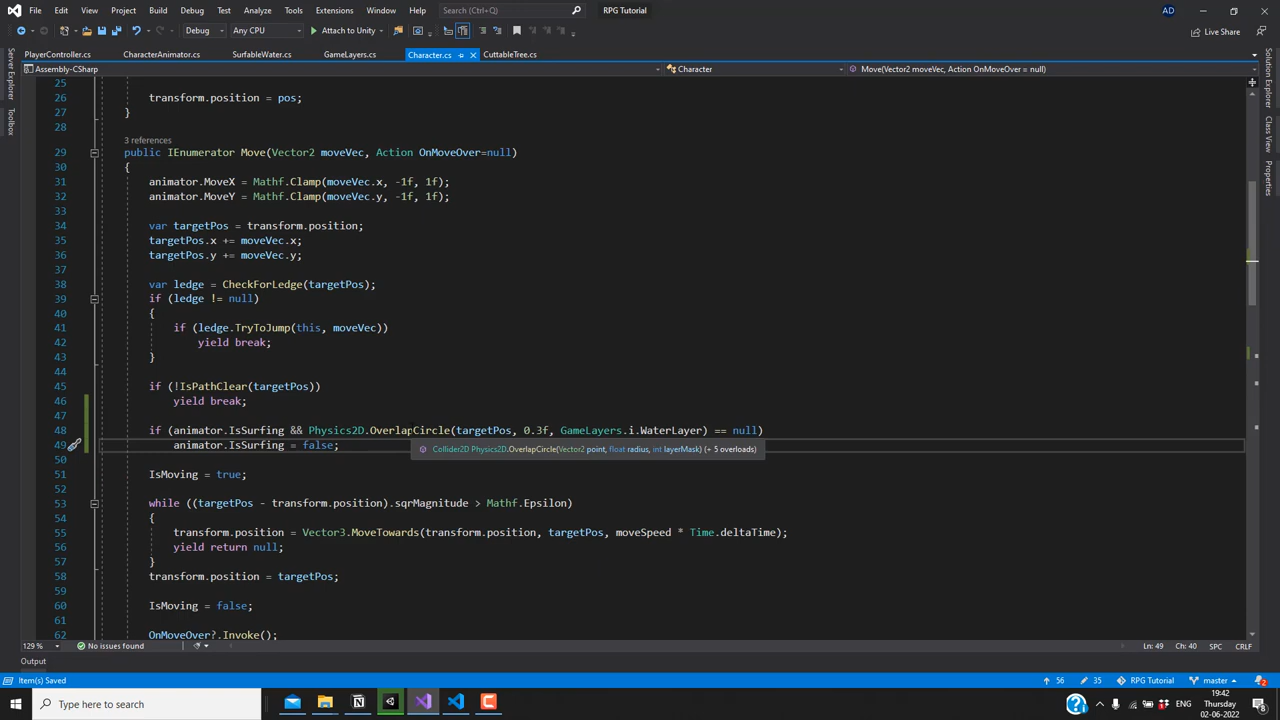 File Edit View Project Build Debug Test Analyze Tools Extensions Window Help Search (Ctrl+Q) RPG Tutorial AD
Debug Any CPU Attach to Unity Live Share
PlayerController.cs CharacterAnimator.cs SurfableWater.cs GameLayers.cs Character.cs CuttableTree.cs
Assembly-CSharp Character Move(Vector2 moveVec, Action OnMoveOver = null)
Server Explorer
Toolbox
Solution Explorer
Class View
Properties
25
26 transform.position = pos;
27 }
28
3 references
29 public IEnumerator Move(Vector2 moveVec, Action OnMoveOver=null)
30 {
31 animator.MoveX = Mathf.Clamp(moveVec.x, -1f, 1f);
32 animator.MoveY = Mathf.Clamp(moveVec.y, -1f, 1f);
33
34 var targetPos = transform.position;
35 targetPos.x += moveVec.x;
36 targetPos.y += moveVec.y;
37
38 var ledge = CheckForLedge(targetPos);
39 if (ledge != null)
40 {
41 if (ledge.TryToJump(this, moveVec))
42 yield break;
43 }
44
45 if (!IsPathClear(targetPos))
46 yield break;
47
48 if (animator.IsSurfing && Physics2D.OverlapCircle(targetPos, 0.3f, GameLayers.i.WaterLayer) == null)
49 animator.IsSurfing = false;
Collider2D Physics2D.OverlapCircle(Vector2 point, float radius, int layerMask) (+ 5 overloads)
50
51 IsMoving = true;
52
53 while ((targetPos - transform.position).sqrMagnitude > Mathf.Epsilon)
54 {
55 transform.position = Vector3.MoveTowards(transform.position, targetPos, moveSpeed * Time.deltaTime);
56 yield return null;
57 }
58 transform.position = targetPos;
59
60 IsMoving = false;
61
62 OnMoveOver?.Invoke();
129 % No issues found Ln: 49 Ch: 40 SPC CRLF
Output
Item(s) Saved 56 35 RPG Tutorial master 2
Type here to search ENG 19:42
Thursday
02-06-2022 8